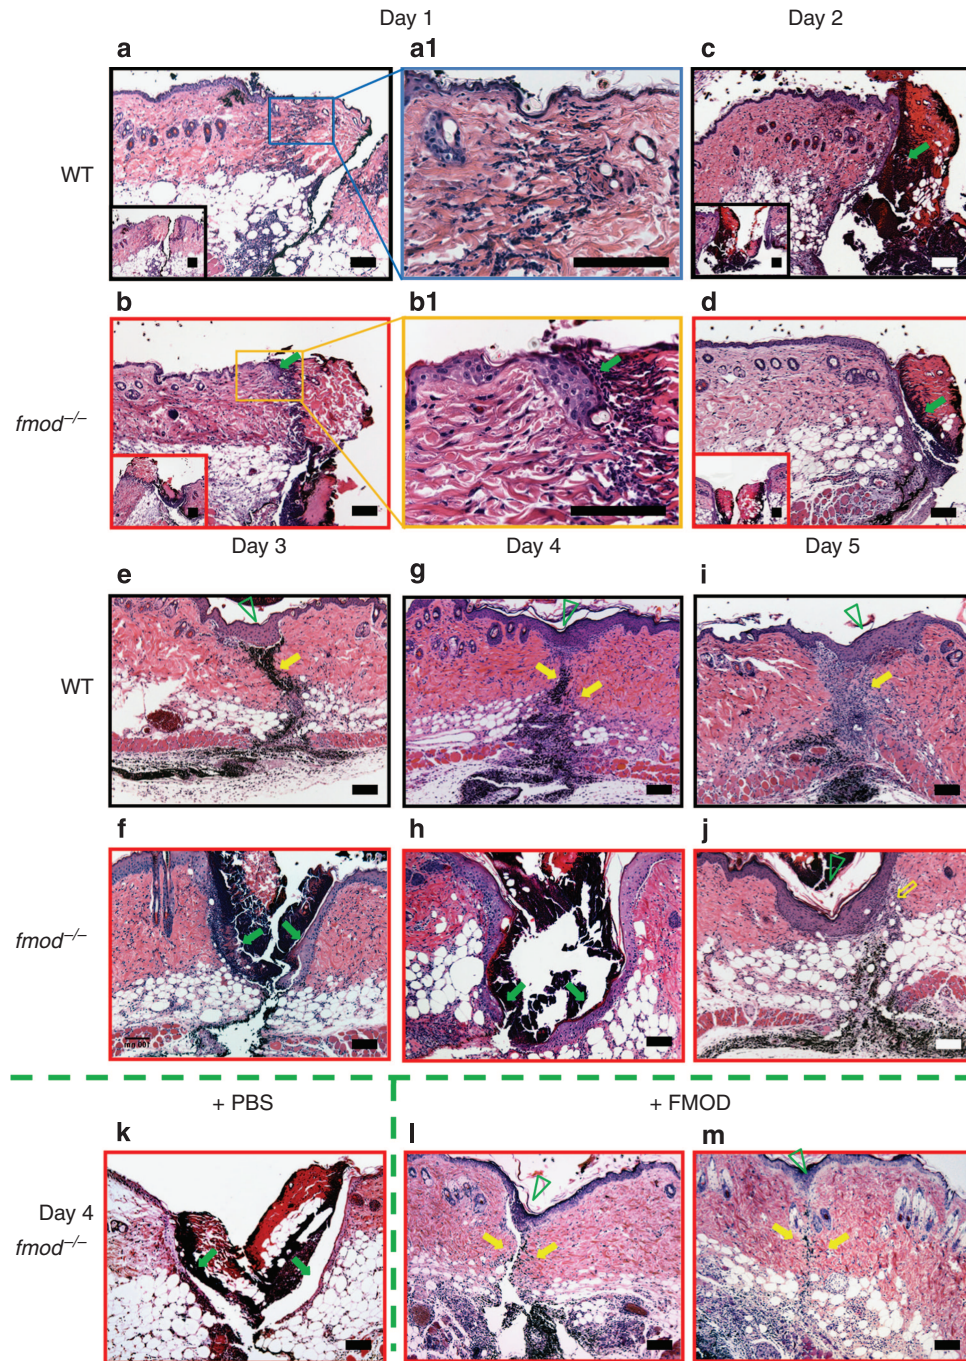 Day 1 Day 2
a a1 c
WT
b b1 d
fmod–/–
Day 3 Day 4 Day 5
e g i
WT
f h j
fmod–/–
+ PBS + FMOD
k l m
Day 4
fmod–/–